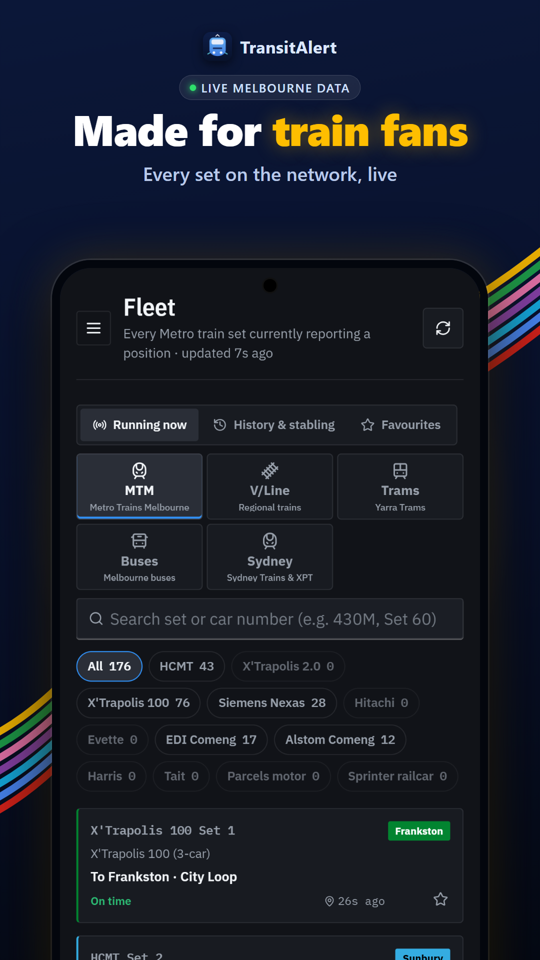 TransitAlert
LIVE MELBOURNE DATA
Made for train fans
Every set on the network, live
Fleet
Every Metro train set currently reporting a
position · updated 7s ago
Running now History & stabling Favourites
MTM V/Line Trams
Metro Trains Melbourne Regional trains Yarra Trams
Buses Sydney
Melbourne buses Sydney Trains & XPT
Search set or car number (e.g. 430M, Set 60)
All 176 HCMT 43 X'Trapolis 2.0 0
X'Trapolis 100 76 Siemens Nexas 28 Hitachi 0
Evette 0 EDI Comeng 17 Alstom Comeng 12
Harris 0 Tait 0 Parcels motor 0 Sprinter railcar 0
X'Trapolis 100 Set 1 Frankston
X'Trapolis 100 (3-car)
To Frankston · City Loop
On time 26s ago
HCMT Set 2 Sunbury